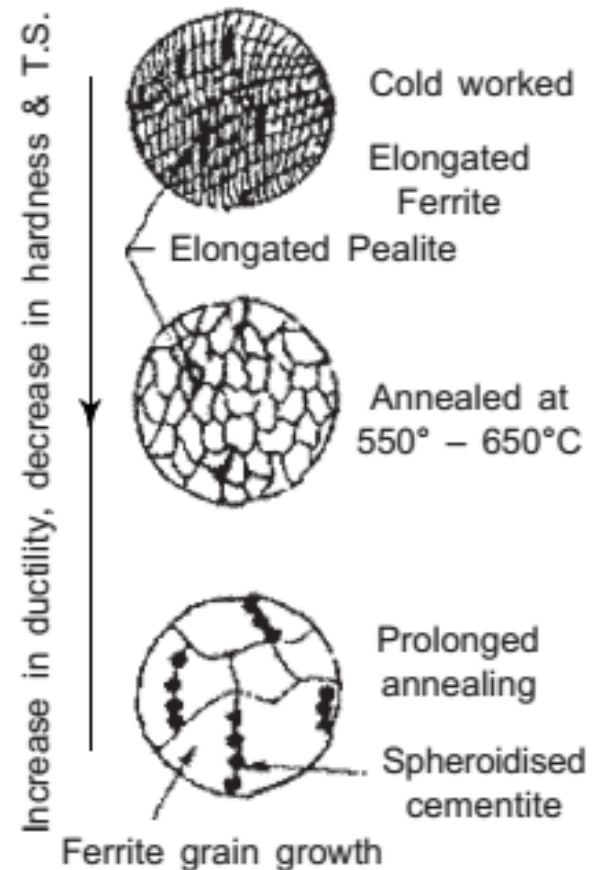 Increase in ductility, decrease in hardness & T.S.
Cold worked
Elongated
Ferrite
Elongated Pealite
Annealed at
550° – 650°C
Prolonged
annealing
Spheroidised
cementite
Ferrite grain growth